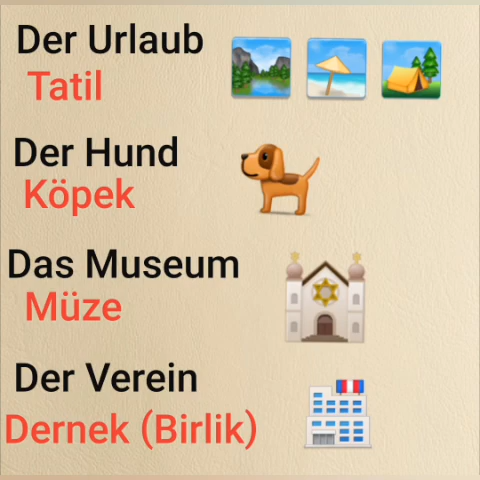 Der Urlaub
Tatil
Der Hund
Köpek
Das Museum
Müze
Der Verein
Dernek (Birlik)